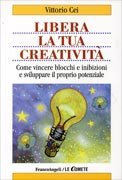 Vittorio Cei
LIBERA
LA TUA
CREATIVITÀ
Come vincere blocchi e inibizioni
e sviluppare il proprio potenziale
FrancoAngeli/LE COMETE